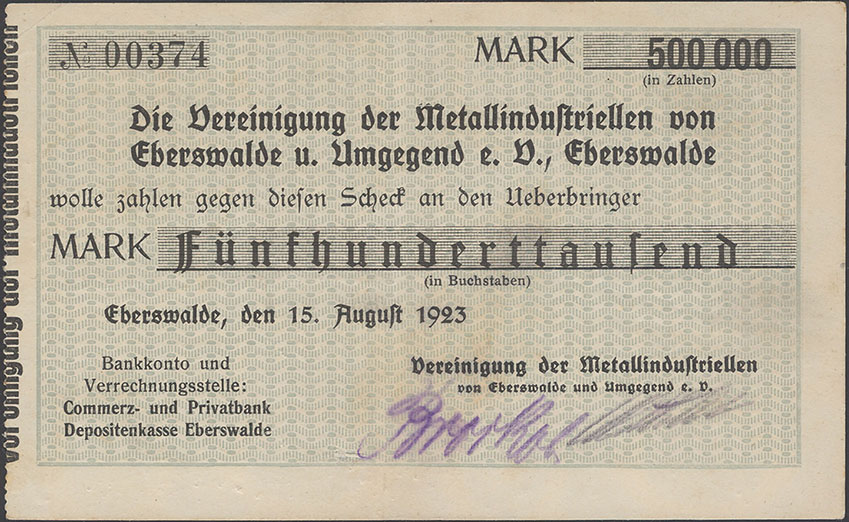 № 00374
MARK 500 000
(in Zahlen)
Die Vereinigung der Metallindustriellen von
Eberswalde u. Umgegend e. V., Eberswalde
wolle zahlen gegen diesen Scheck an den Ueberbringer
MARK Fünfhunderttausend
(in Buchstaben)
Eberswalde, den 15. August 1923
Bankkonto und
Verrechnungsstelle:
Commerz- und Privatbank
Depositenkasse Eberswalde
Vereinigung der Metallindustriellen
von Eberswalde und Umgegend e. V.